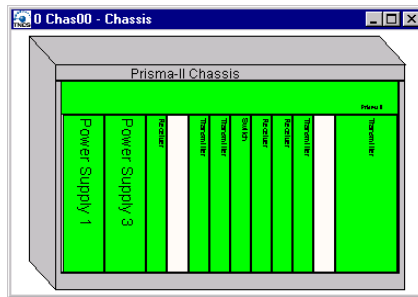 TNCS
0 Chas00 - Chassis
Prisma-II Chassis
Prisma-II
Power Supply 1
Power Supply 3
Receiver
Transmitter
Transmitter
Switch
Receiver
Receiver
Transmitter
Transmitter